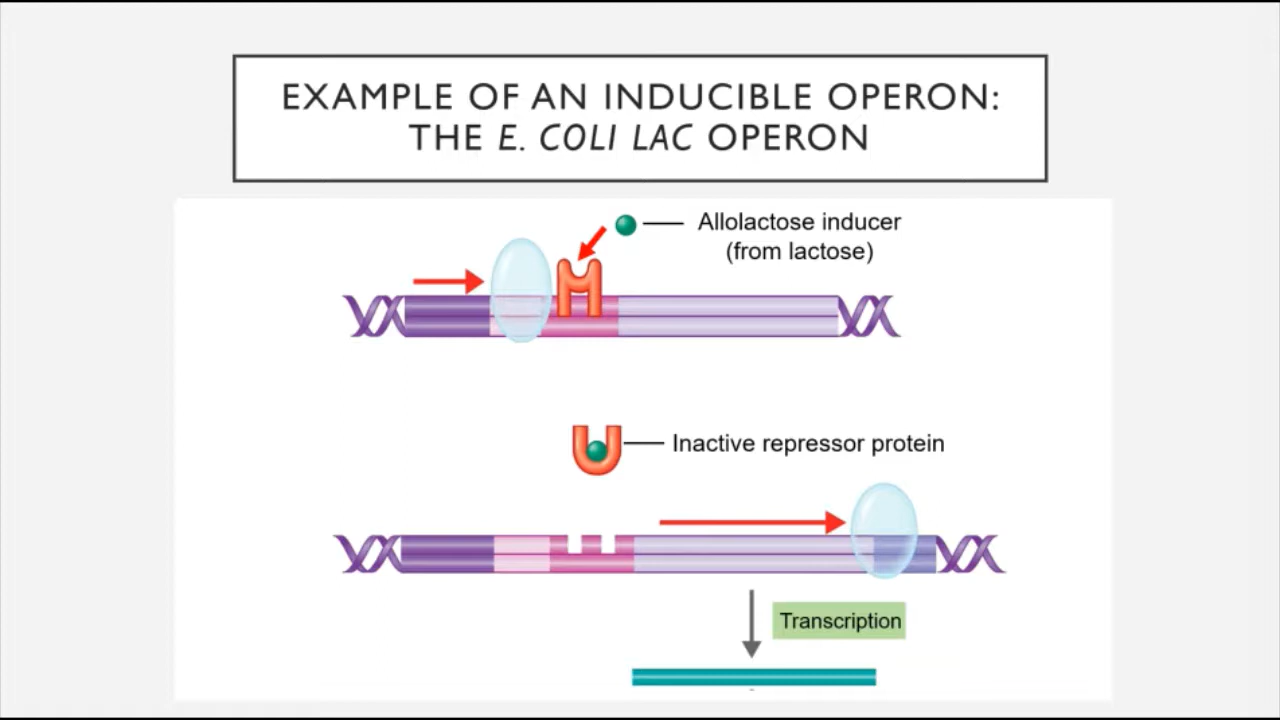 EXAMPLE OF AN INDUCIBLE OPERON:
THE E. COLI LAC OPERON
Allolactose inducer
(from lactose)
Inactive repressor protein
Transcription